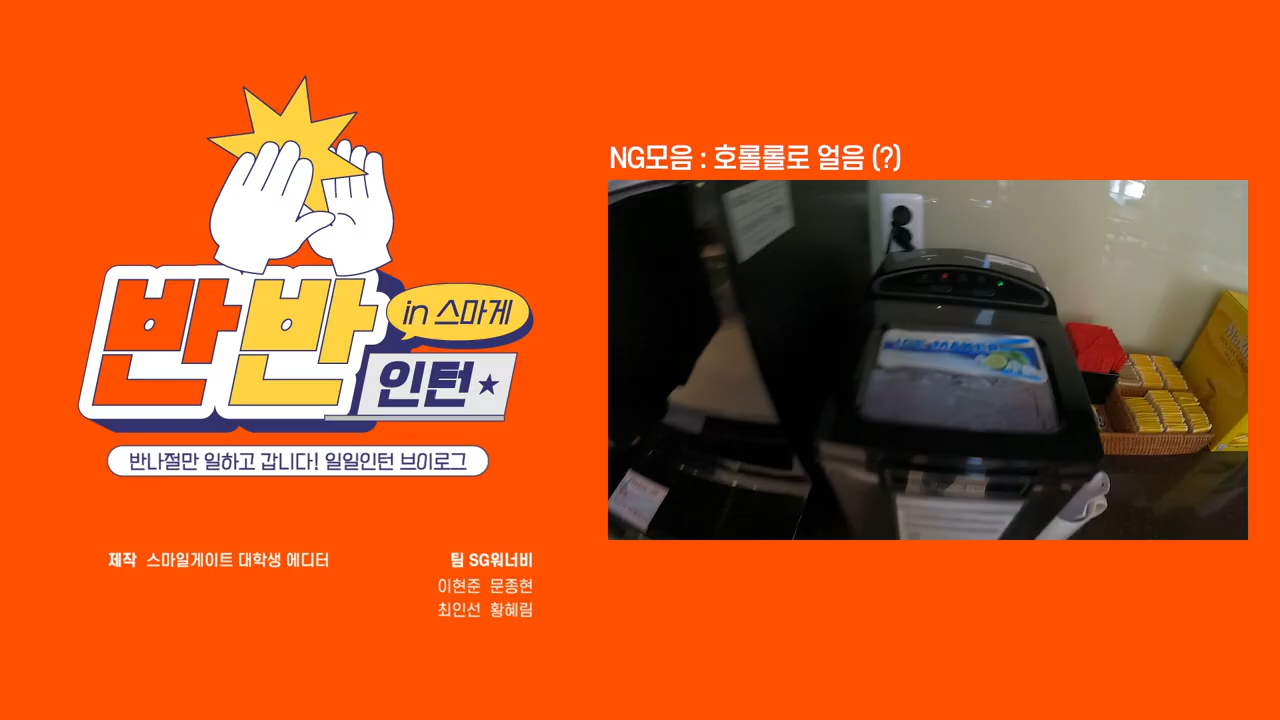 반반
in 스마게
인턴★
반나절만 일하고 갑니다! 일일인턴 브이로그
제작 스마일게이트 대학생 에디터
팀 SG워너비
이현준 문종현
최인선 황혜림
NG모음 : 호롤롤로 얼음 (?)
ICE MAKER